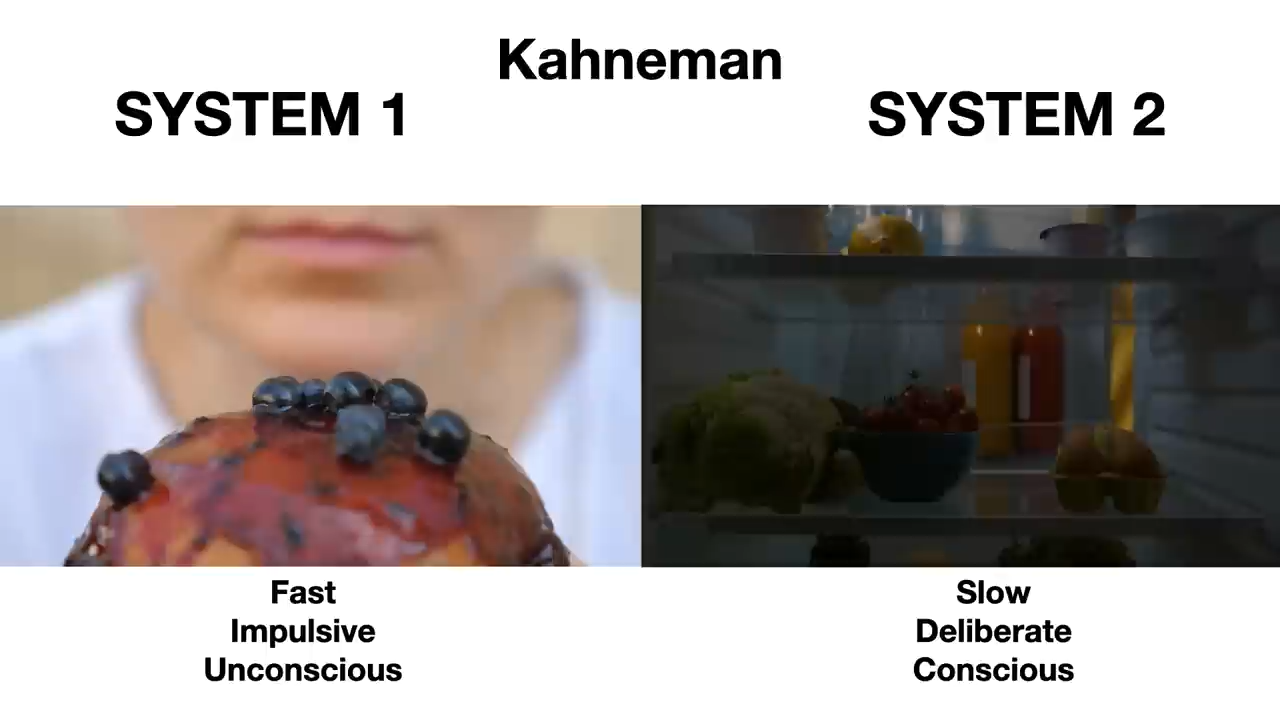 Kahneman
SYSTEM 1
SYSTEM 2
Fast
Impulsive
Unconscious
Slow
Deliberate
Conscious